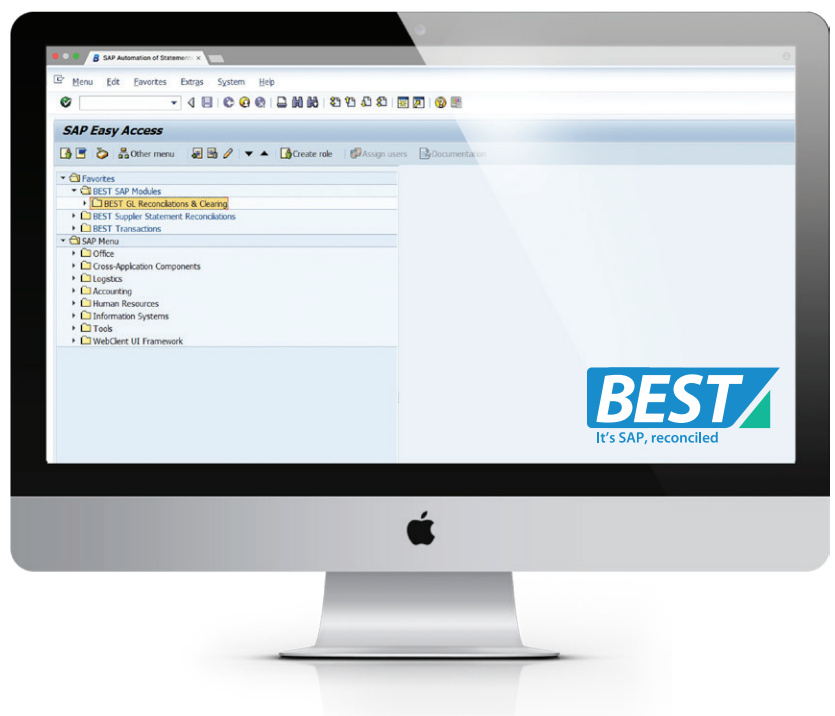 SAP Automation of Statement
Menu Edit Favorites Extras System Help
SAP Easy Access
Other menu Create role Assign users Documentation
Favorites
BEST SAP Modules
BEST GL Reconciliations & Clearing
BEST Supplier Statement Reconciliations
BEST Transactions
SAP Menu
Office
Cross-Application Components
Logistics
Accounting
Human Resources
Information Systems
Tools
WebClient UI Framework
BEST
It's SAP, reconciled